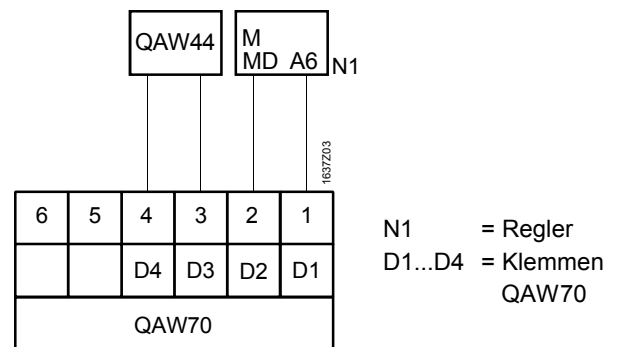 QAW44
M
MD A6
N1
1637Z03
6 5 4 3 2 1
D4 D3 D2 D1
QAW70
N1 = Regler
D1...D4 = Klemmen
QAW70